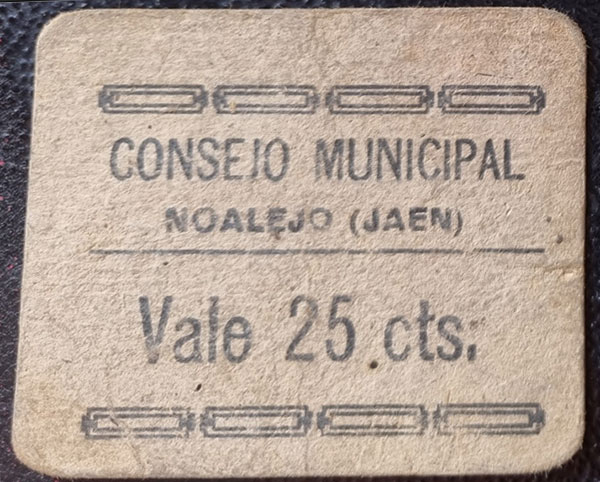 CONSEJO MUNICIPAL
NOALEJO (JAEN)
Vale 25 cts.